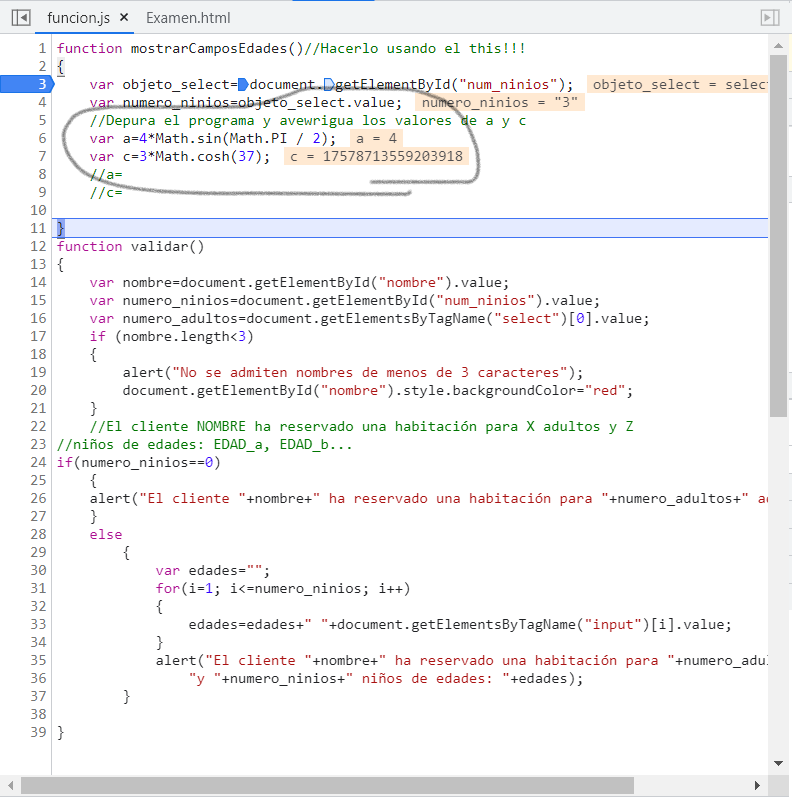 funcion.js × Examen.html
1 function mostrarCamposEdades()//Hacerlo usando el this!!!
2 {
3 var objeto_select=document.getElementById("num_ninios"); objeto_select = select
4 var numero_ninios=objeto_select.value; numero_ninios = "3"
5 //Depura el programa y avewrigua los valores de a y c
6 var a=4*Math.sin(Math.PI / 2); a = 4
7 var c=3*Math.cosh(37); c = 17578713559203918
8 //a=
9 //c=
10
11 }
12 function validar()
13 {
14 var nombre=document.getElementById("nombre").value;
15 var numero_ninios=document.getElementById("num_ninios").value;
16 var numero_adultos=document.getElementsByTagName("select")[0].value;
17 if (nombre.length<3)
18 {
19 alert("No se admiten nombres de menos de 3 caracteres");
20 document.getElementById("nombre").style.backgroundColor="red";
21 }
22 //El cliente NOMBRE ha reservado una habitación para X adultos y Z
23 //niños de edades: EDAD_a, EDAD_b...
24 if(numero_ninios==0)
25 {
26 alert("El cliente "+nombre+" ha reservado una habitación para "+numero_adultos+" ad
27 }
28 else
29 {
30 var edades="";
31 for(i=1; i<=numero_ninios; i++)
32 {
33 edades=edades+" "+document.getElementsByTagName("input")[i].value;
34 }
35 alert("El cliente "+nombre+" ha reservado una habitación para "+numero_adul
36 "y "+numero_ninios+" niños de edades: "+edades);
37 }
38
39 }